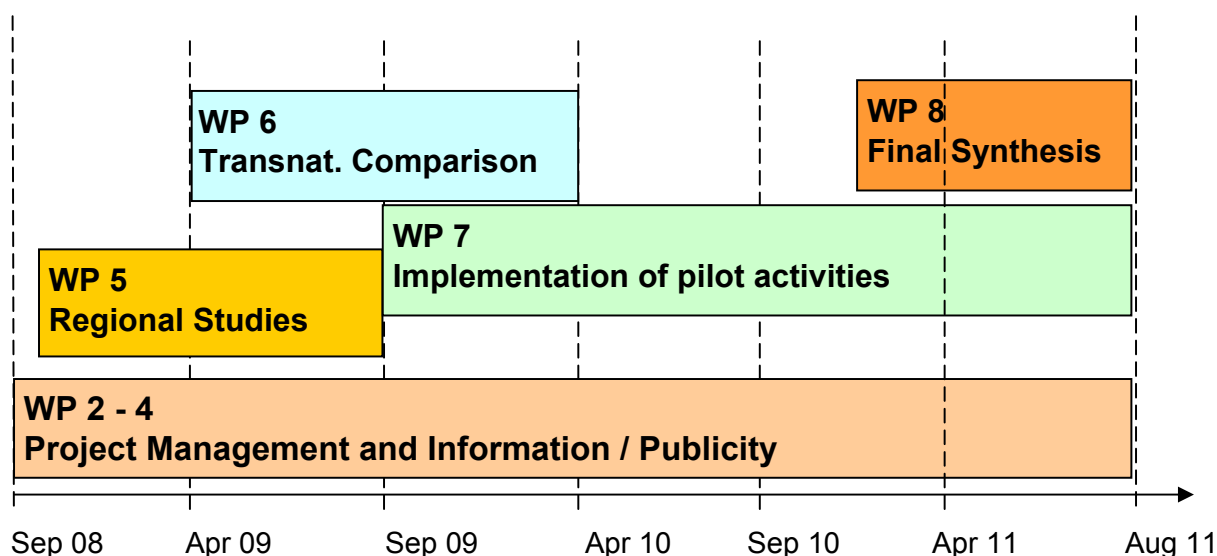 WP 6
Transnat. Comparison
WP 8
Final Synthesis
WP 7
Implementation of pilot activities
WP 5
Regional Studies
WP 2 - 4
Project Management and Information / Publicity
Sep 08 Apr 09 Sep 09 Apr 10 Sep 10 Apr 11 Aug 11